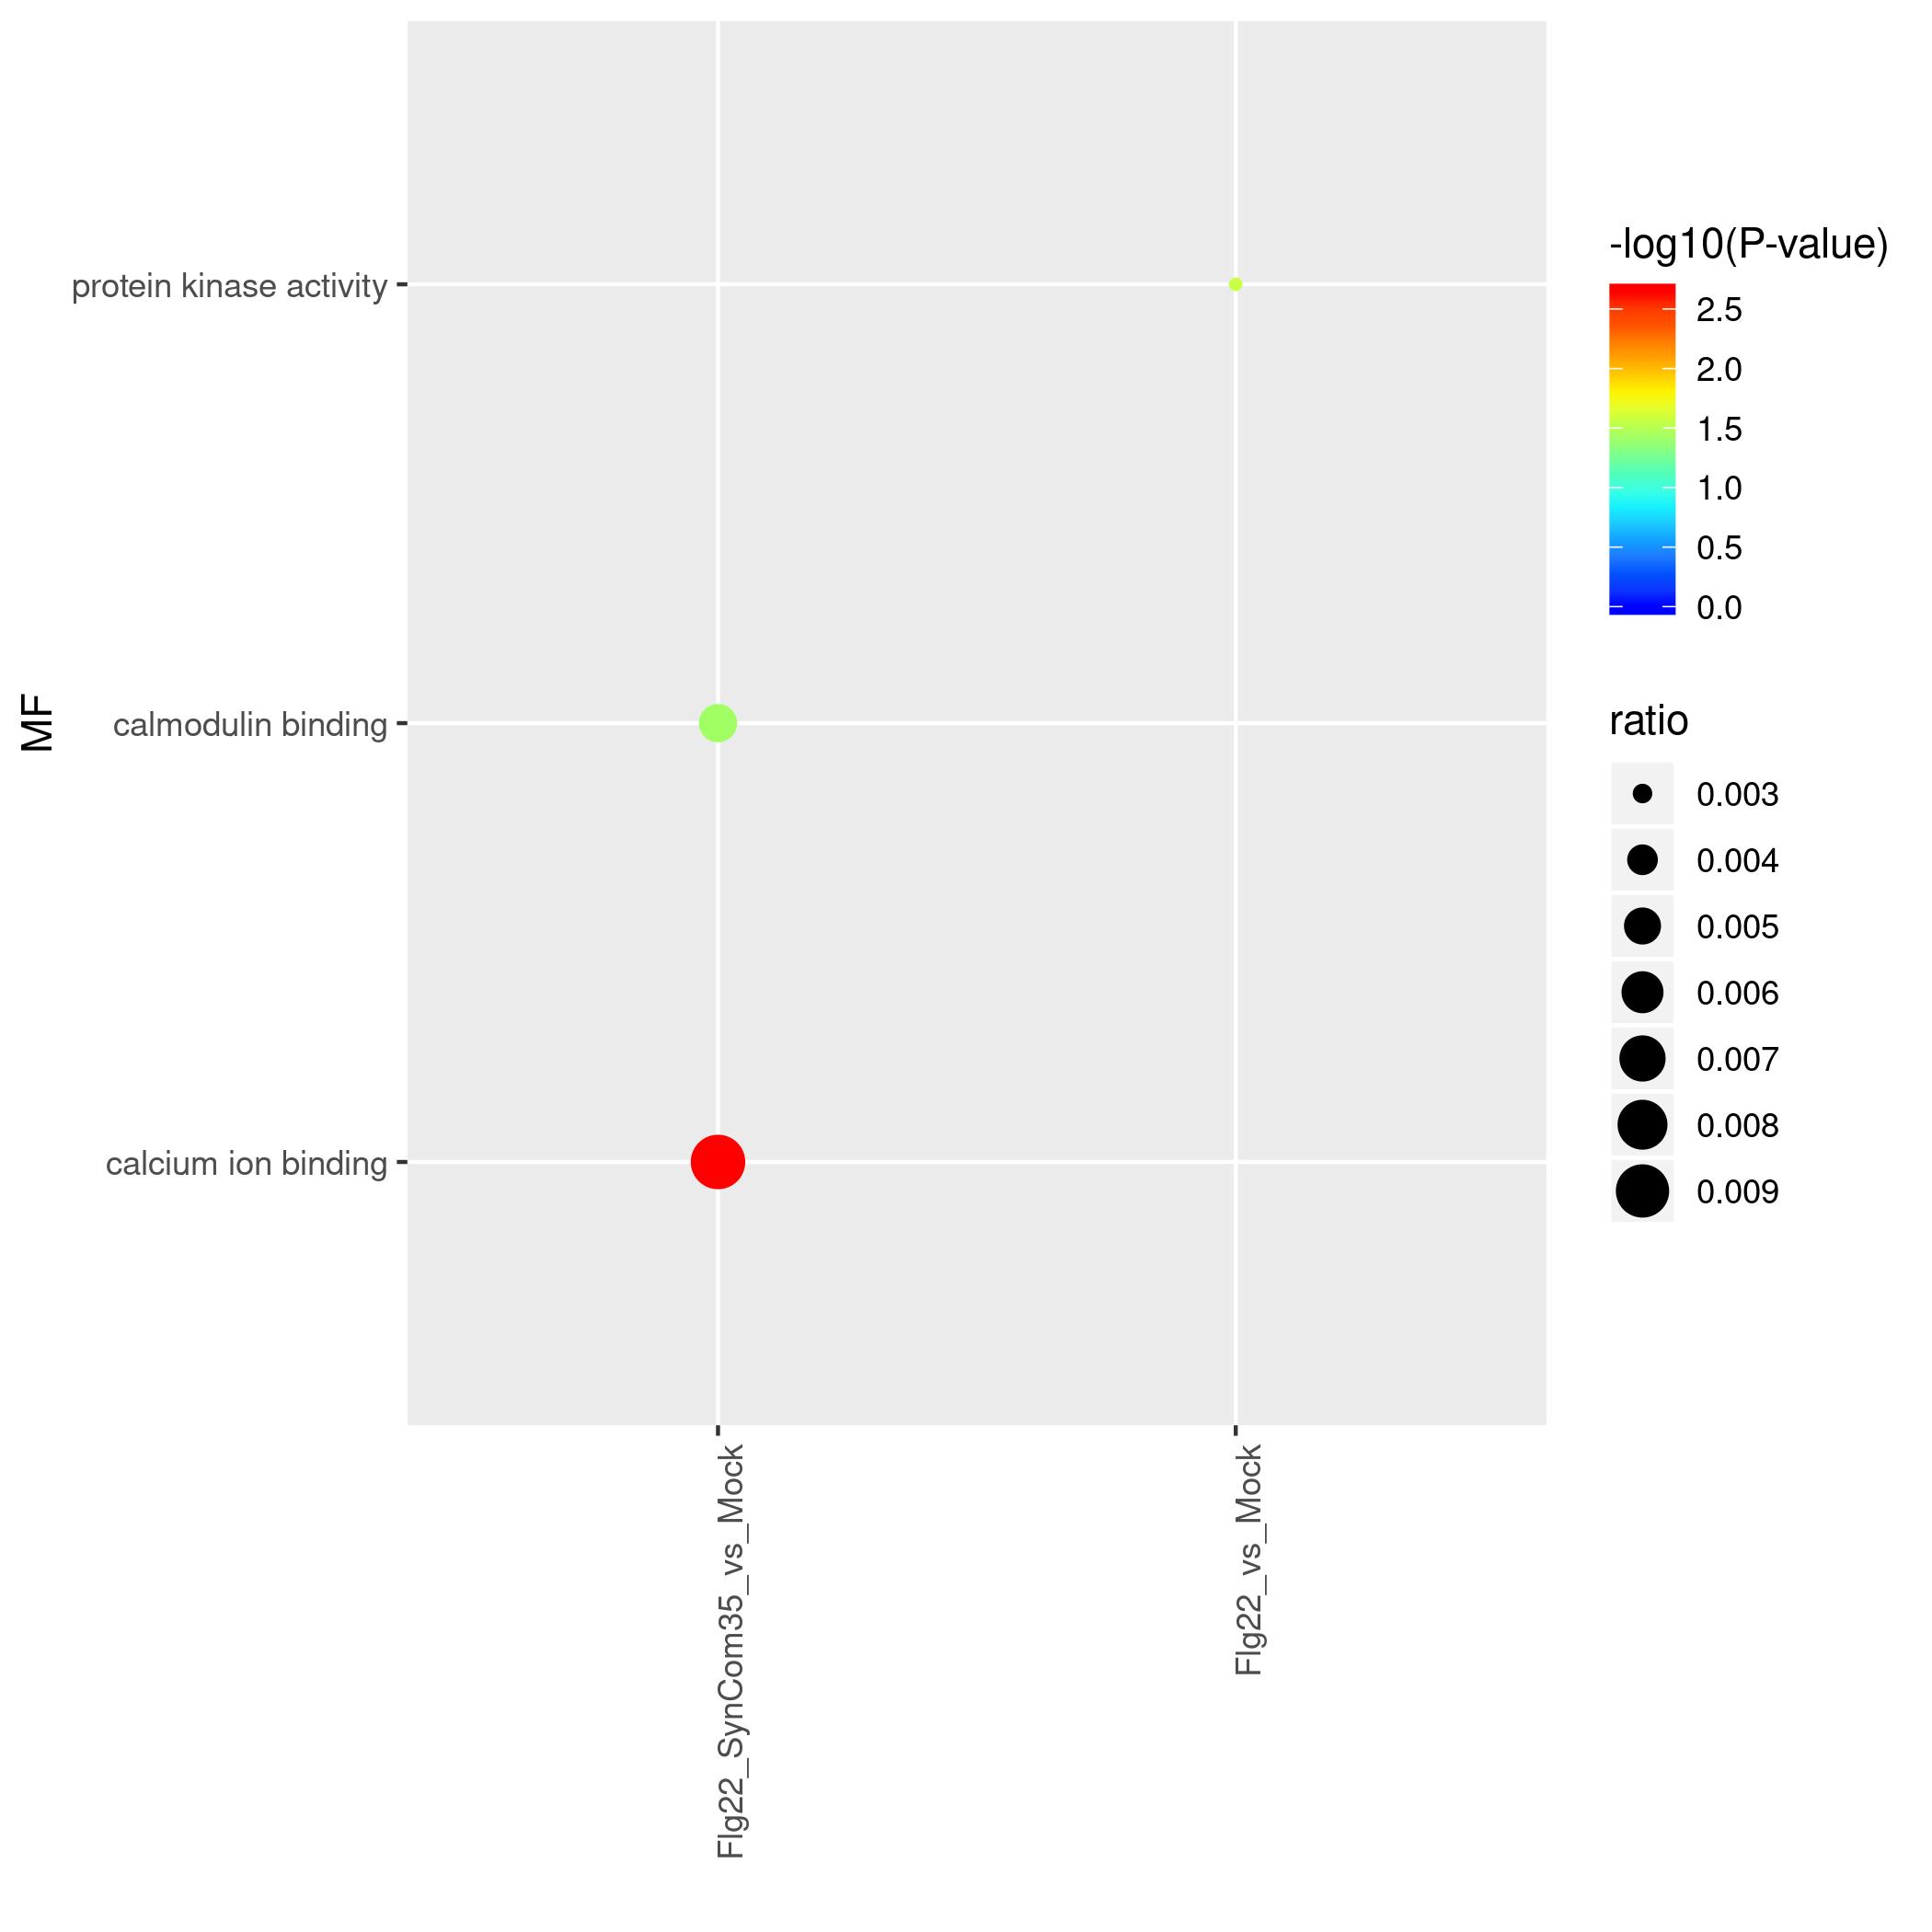 MF
protein kinase activity
calmodulin binding
calcium ion binding
Flg22_SynCom35_vs_Mock
Flg22_vs_Mock
-log10(P-value)
2.5
2.0
1.5
1.0
0.5
0.0
ratio
0.003
0.004
0.005
0.006
0.007
0.008
0.009